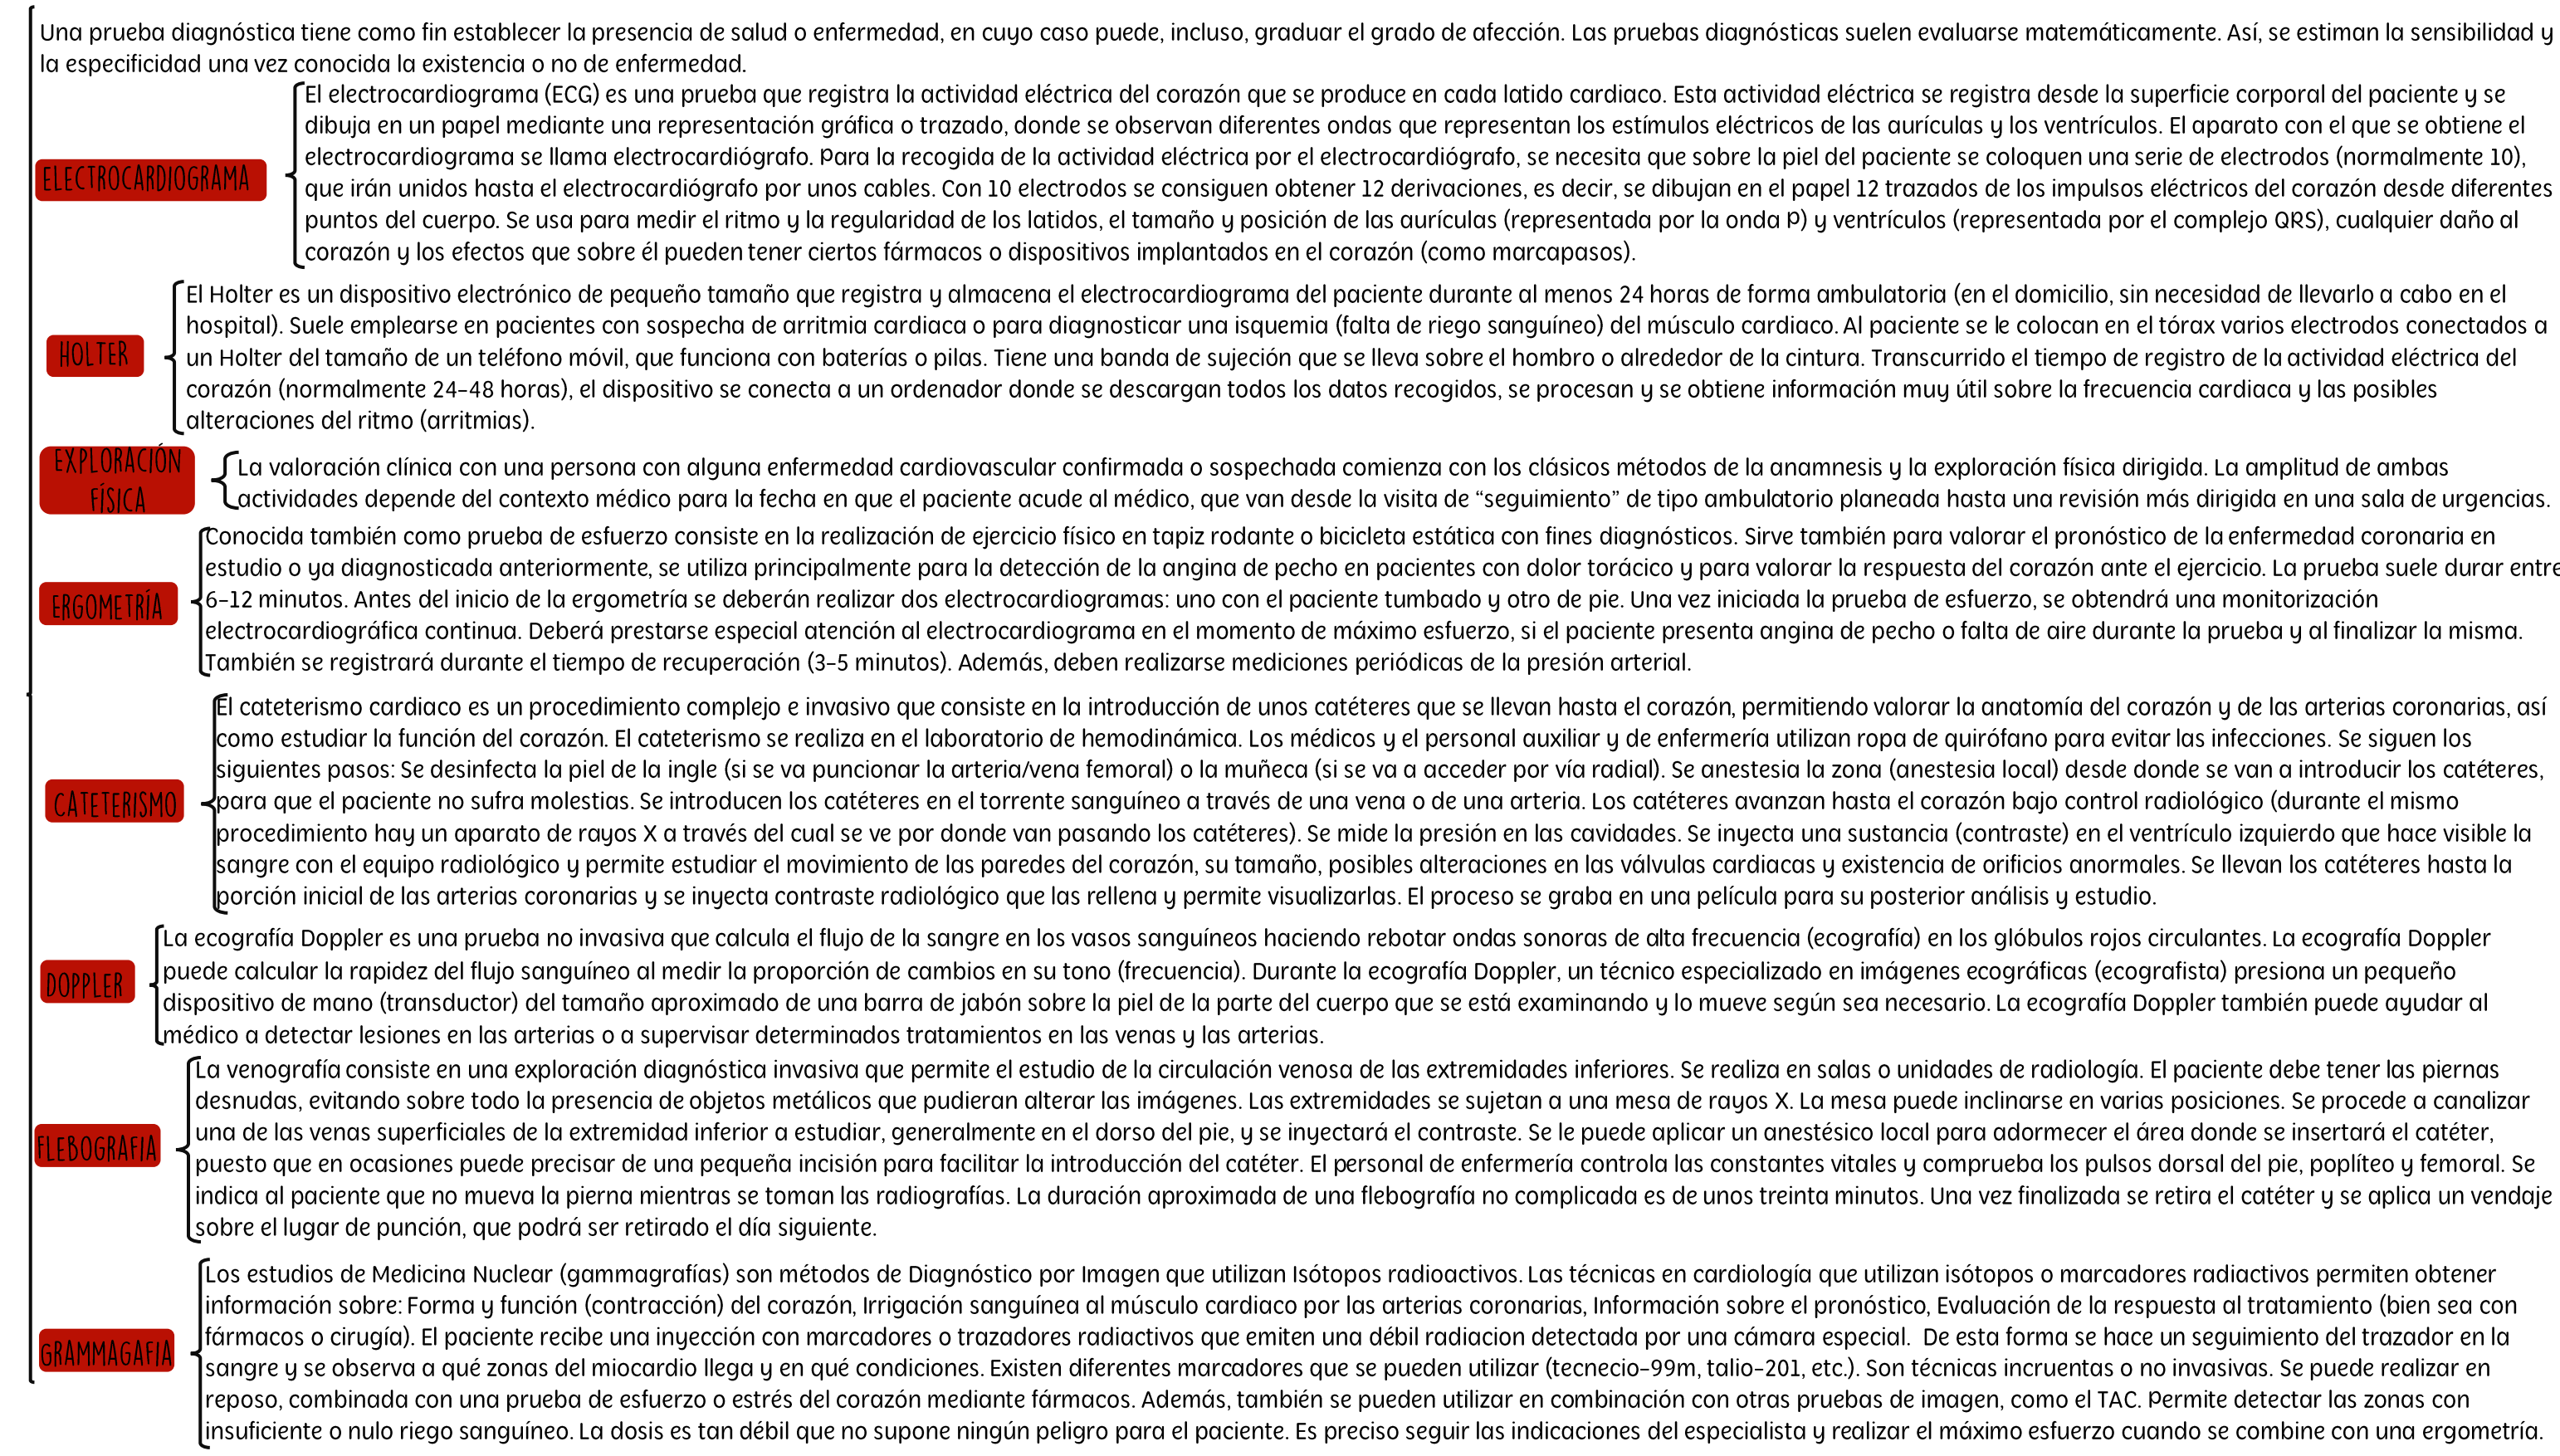 Una prueba diagnóstica tiene como fin establecer la presencia de salud o enfermedad, en cuyo caso puede, incluso, graduar el grado de afección. Las pruebas diagnósticas suelen evaluarse matemáticamente. Así, se estiman la sensibilidad y
la especificidad una vez conocida la existencia o no de enfermedad.
ELECTROCARDIOGRAMA
El electrocardiograma (ECG) es una prueba que registra la actividad eléctrica del corazón que se produce en cada latido cardiaco. Esta actividad eléctrica se registra desde la superficie corporal del paciente y se
dibuja en un papel mediante una representación gráfica o trazado, donde se observan diferentes ondas que representan los estímulos eléctricos de las aurículas y los ventrículos. El aparato con el que se obtiene el
electrocardiograma se llama electrocardiógrafo. Para la recogida de la actividad eléctrica por el electrocardiógrafo, se necesita que sobre la piel del paciente se coloquen una serie de electrodos (normalmente 10),
que irán unidos hasta el electrocardiógrafo por unos cables. Con 10 electrodos se consiguen obtener 12 derivaciones, es decir, se dibujan en el papel 12 trazados de los impulsos eléctricos del corazón desde diferentes
puntos del cuerpo. Se usa para medir el ritmo y la regularidad de los latidos, el tamaño y posición de las aurículas (representada por la onda P) y ventrículos (representada por el complejo QRS), cualquier daño al
corazón y los efectos que sobre él pueden tener ciertos fármacos o dispositivos implantados en el corazón (como marcapasos).
HOLTER
El Holter es un dispositivo electrónico de pequeño tamaño que registra y almacena el electrocardiograma del paciente durante al menos 24 horas de forma ambulatoria (en el domicilio, sin necesidad de llevarlo a cabo en el
hospital). Suele emplearse en pacientes con sospecha de arritmia cardiaca o para diagnosticar una isquemia (falta de riego sanguíneo) del músculo cardiaco. Al paciente se le colocan en el tórax varios electrodos conectados a
un Holter del tamaño de un teléfono móvil, que funciona con baterías o pilas. Tiene una banda de sujeción que se lleva sobre el hombro o alrededor de la cintura. Transcurrido el tiempo de registro de la actividad eléctrica del
corazón (normalmente 24-48 horas), el dispositivo se conecta a un ordenador donde se descargan todos los datos recogidos, se procesan y se obtiene información muy útil sobre la frecuencia cardiaca y las posibles
alteraciones del ritmo (arritmias).
EXPLORACIÓN
FÍSICA
La valoración clínica con una persona con alguna enfermedad cardiovascular confirmada o sospechada comienza con los clásicos métodos de la anamnesis y la exploración física dirigida. La amplitud de ambas
actividades depende del contexto médico para la fecha en que el paciente acude al médico, que van desde la visita de “seguimiento” de tipo ambulatorio planeada hasta una revisión más dirigida en una sala de urgencias.
ERGOMETRÍA
Conocida también como prueba de esfuerzo consiste en la realización de ejercicio físico en tapiz rodante o bicicleta estática con fines diagnósticos. Sirve también para valorar el pronóstico de la enfermedad coronaria en
estudio o ya diagnosticada anteriormente, se utiliza principalmente para la detección de la angina de pecho en pacientes con dolor torácico y para valorar la respuesta del corazón ante el ejercicio. La prueba suele durar entre
6-12 minutos. Antes del inicio de la ergometría se deberán realizar dos electrocardiogramas: uno con el paciente tumbado y otro de pie. Una vez iniciada la prueba de esfuerzo, se obtendrá una monitorización
electrocardiográfica continua. Deberá prestarse especial atención al electrocardiograma en el momento de máximo esfuerzo, si el paciente presenta angina de pecho o falta de aire durante la prueba y al finalizar la misma.
También se registrará durante el tiempo de recuperación (3-5 minutos). Además, deben realizarse mediciones periódicas de la presión arterial.
CATETERISMO
El cateterismo cardiaco es un procedimiento complejo e invasivo que consiste en la introducción de unos catéteres que se llevan hasta el corazón, permitiendo valorar la anatomía del corazón y de las arterias coronarias, así
como estudiar la función del corazón. El cateterismo se realiza en el laboratorio de hemodinámica. Los médicos y el personal auxiliar y de enfermería utilizan ropa de quirófano para evitar las infecciones. Se siguen los
siguientes pasos: Se desinfecta la piel de la ingle (si se va puncionar la arteria/vena femoral) o la muñeca (si se va a acceder por vía radial). Se anestesia la zona (anestesia local) desde donde se van a introducir los catéteres,
para que el paciente no sufra molestias. Se introducen los catéteres en el torrente sanguíneo a través de una vena o de una arteria. Los catéteres avanzan hasta el corazón bajo control radiológico (durante el mismo
procedimiento hay un aparato de rayos X a través del cual se ve por donde van pasando los catéteres). Se mide la presión en las cavidades. Se inyecta una sustancia (contraste) en el ventrículo izquierdo que hace visible la
sangre con el equipo radiológico y permite estudiar el movimiento de las paredes del corazón, su tamaño, posibles alteraciones en las válvulas cardiacas y existencia de orificios anormales. Se llevan los catéteres hasta la
porción inicial de las arterias coronarias y se inyecta contraste radiológico que las rellena y permite visualizarlas. El proceso se graba en una película para su posterior análisis y estudio.
DOPPLER
La ecografía Doppler es una prueba no invasiva que calcula el flujo de la sangre en los vasos sanguíneos haciendo rebotar ondas sonoras de alta frecuencia (ecografía) en los glóbulos rojos circulantes. La ecografía Doppler
puede calcular la rapidez del flujo sanguíneo al medir la proporción de cambios en su tono (frecuencia). Durante la ecografía Doppler, un técnico especializado en imágenes ecográficas (ecografista) presiona un pequeño
dispositivo de mano (transductor) del tamaño aproximado de una barra de jabón sobre la piel de la parte del cuerpo que se está examinando y lo mueve según sea necesario. La ecografía Doppler también puede ayudar al
médico a detectar lesiones en las arterias o a supervisar determinados tratamientos en las venas y las arterias.
FLEBOGRAFIA
La venografía consiste en una exploración diagnóstica invasiva que permite el estudio de la circulación venosa de las extremidades inferiores. Se realiza en salas o unidades de radiología. El paciente debe tener las piernas
desnudas, evitando sobre todo la presencia de objetos metálicos que pudieran alterar las imágenes. Las extremidades se sujetan a una mesa de rayos X. La mesa puede inclinarse en varias posiciones. Se procede a canalizar
una de las venas superficiales de la extremidad inferior a estudiar, generalmente en el dorso del pie, y se inyectará el contraste. Se le puede aplicar un anestésico local para adormecer el área donde se insertará el catéter,
puesto que en ocasiones puede precisar de una pequeña incisión para facilitar la introducción del catéter. El personal de enfermería controla las constantes vitales y comprueba los pulsos dorsal del pie, poplíteo y femoral. Se
indica al paciente que no mueva la pierna mientras se toman las radiografías. La duración aproximada de una flebografía no complicada es de unos treinta minutos. Una vez finalizada se retira el catéter y se aplica un vendaje
sobre el lugar de punción, que podrá ser retirado el día siguiente.
GRAMMAGAFIA
Los estudios de Medicina Nuclear (gammagrafías) son métodos de Diagnóstico por Imagen que utilizan Isótopos radioactivos. Las técnicas en cardiología que utilizan isótopos o marcadores radiactivos permiten obtener
información sobre: Forma y función (contracción) del corazón, Irrigación sanguínea al músculo cardiaco por las arterias coronarias, Información sobre el pronóstico, Evaluación de la respuesta al tratamiento (bien sea con
fármacos o cirugía). El paciente recibe una inyección con marcadores o trazadores radiactivos que emiten una débil radiacion detectada por una cámara especial. De esta forma se hace un seguimiento del trazador en la
sangre y se observa a qué zonas del miocardio llega y en qué condiciones. Existen diferentes marcadores que se pueden utilizar (tecnecio-99m, talio-201, etc.). Son técnicas incruentas o no invasivas. Se puede realizar en
reposo, combinada con una prueba de esfuerzo o estrés del corazón mediante fármacos. Además, también se pueden utilizar en combinación con otras pruebas de imagen, como el TAC. Permite detectar las zonas con
insuficiente o nulo riego sanguíneo. La dosis es tan débil que no supone ningún peligro para el paciente. Es preciso seguir las indicaciones del especialista y realizar el máximo esfuerzo cuando se combine con una ergometría.